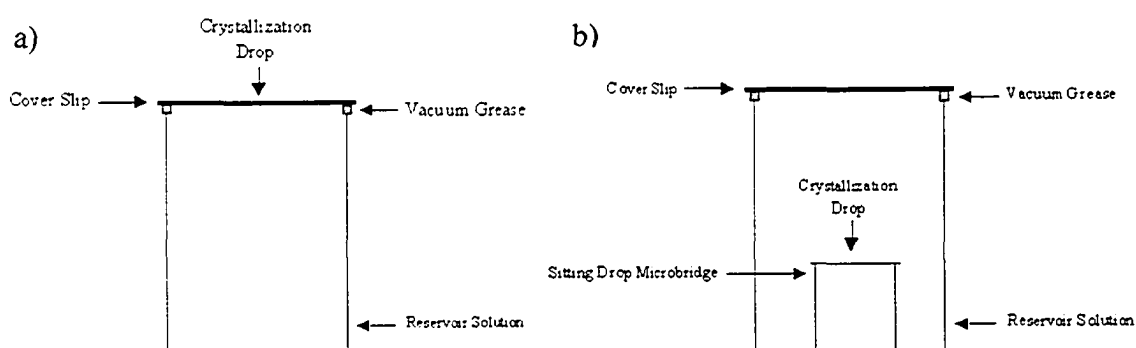 a)
Crystallization
Drop
Cover Slip
Vacuum Grease
Reservoir Solution
b)
Cover Slip
Vacuum Grease
Crystallization
Drop
Sitting Drop Microbridge
Reservoir Solution